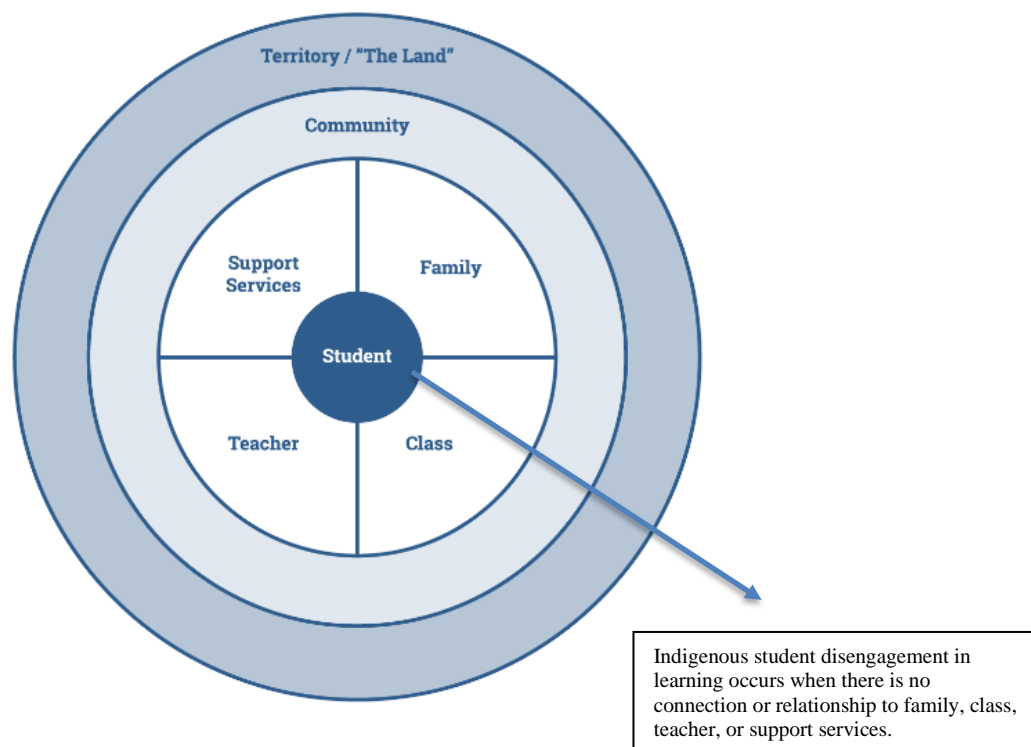 Territory / "The Land"
Community
Support
Services
Family
Student
Teacher
Class
Indigenous student disengagement in
learning occurs when there is no
connection or relationship to family, class,
teacher, or support services.